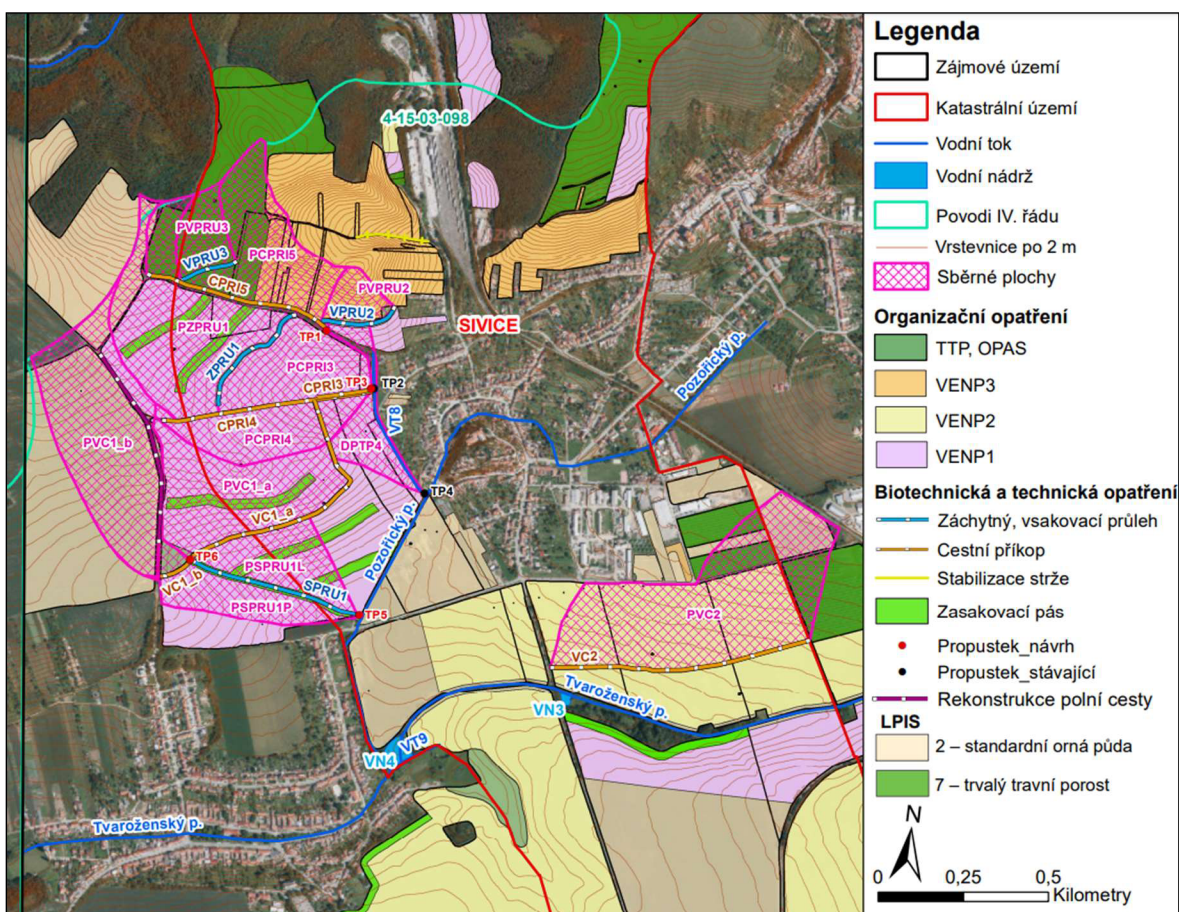 4-15-03-098
PVPRU3
VPRU3
PCPRI5
CPRI5
PVPRU2
VPRU2
SIVICE
PZPRU1
TP1
ZPRU1
PCPRI3
TP3
TP2
CPRI3
CPRI4
VT8
PCPRI4
DPTP4
PVC1_b
PVC1_a
TP4
VC1_a
Pozořický p.
Pozořický p.
TP6
VC1_b
PSPRU1L
SPRU1
PSPRU1P
TP5
PVC2
VC2
Tvaroženský p.
VN3
VT9
VN4
Tvaroženský p.
Legenda
Zájmové území
Katastrální území
Vodní tok
Vodní nádrž
Povodi IV. řádu
Vrstevnice po 2 m
Sběrné plochy
Organizační opatření
TTP, OPAS
VENP3
VENP2
VENP1
Biotechnická a technická opatření
Záchytný, vsakovací průleh
Cestní příkop
Stabilizace strže
Zasakovací pás
Propustek_návrh
Propustek_stávající
Rekonstrukce polní cesty
LPIS
2 – standardní orná půda
7 – trvalý travní porost
N
0 0,25 0,5
Kilometry